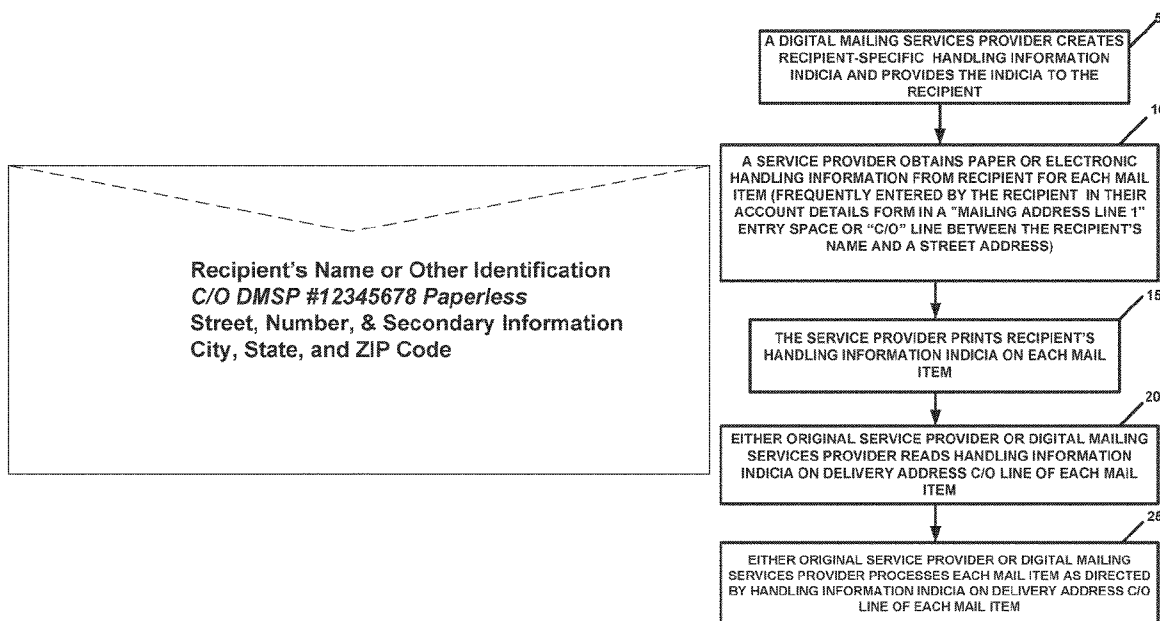 Recipient's Name or Other Identification
C/O DMSP #12345678 Paperless
Street, Number, & Secondary Information
City, State, and ZIP Code
5
A DIGITAL MAILING SERVICES PROVIDER CREATES
RECIPIENT-SPECIFIC HANDLING INFORMATION
INDICIA AND PROVIDES THE INDICIA TO THE
RECIPIENT
10
A SERVICE PROVIDER OBTAINS PAPER OR ELECTRONIC
HANDLING INFORMATION FROM RECIPIENT FOR EACH MAIL
ITEM (FREQUENTLY ENTERED BY THE RECIPIENT IN THEIR
ACCOUNT DETAILS FORM IN A "MAILING ADDRESS LINE 1"
ENTRY SPACE OR "C/O" LINE BETWEEN THE RECIPIENT'S
NAME AND A STREET ADDRESS)
15
THE SERVICE PROVIDER PRINTS RECIPIENT'S
HANDLING INFORMATION INDICIA ON EACH MAIL
ITEM
20
EITHER ORIGINAL SERVICE PROVIDER OR DIGITAL MAILING
SERVICES PROVIDER READS HANDLING INFORMATION
INDICIA ON DELIVERY ADDRESS C/O LINE OF EACH MAIL
ITEM
25
EITHER ORIGINAL SERVICE PROVIDER OR DIGITAL MAILING
SERVICES PROVIDER PROCESSES EACH MAIL ITEM AS DIRECTED
BY HANDLING INFORMATION INDICIA ON DELIVERY ADDRESS C/O
LINE OF EACH MAIL ITEM